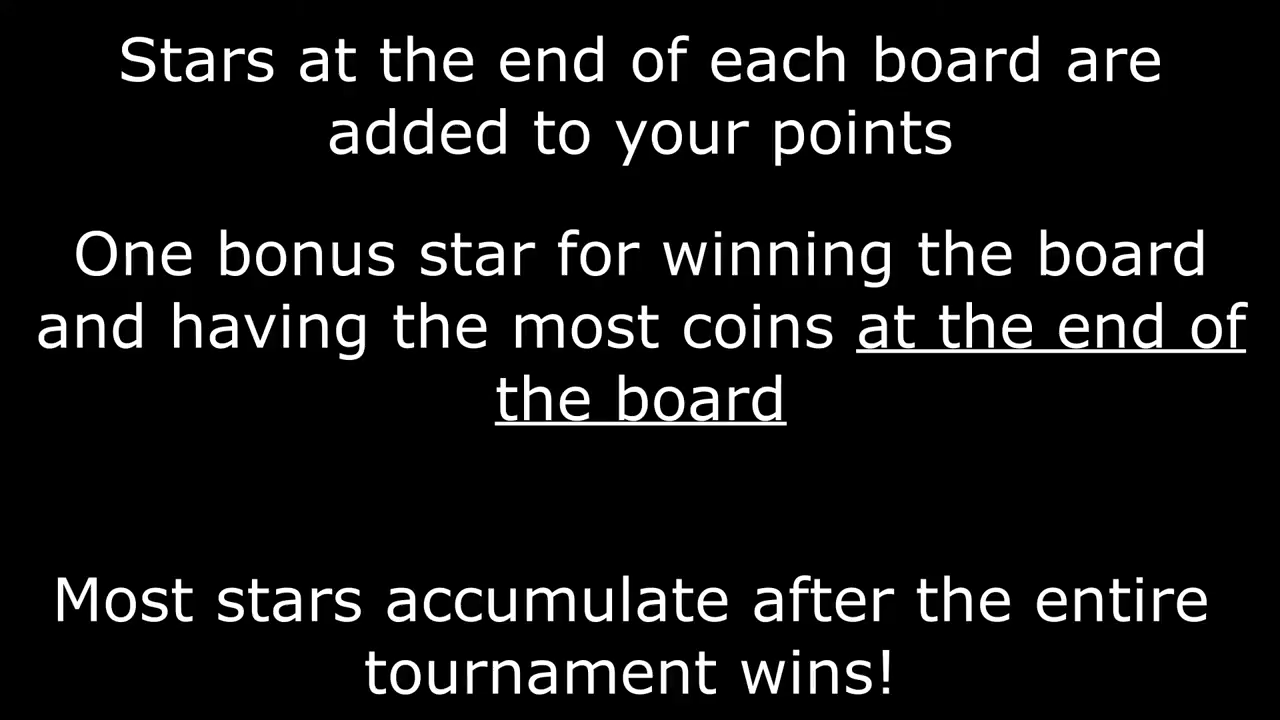 Stars at the end of each board are
added to your points
One bonus star for winning the board
and having the most coins at the end of
the board
Most stars accumulate after the entire
tournament wins!